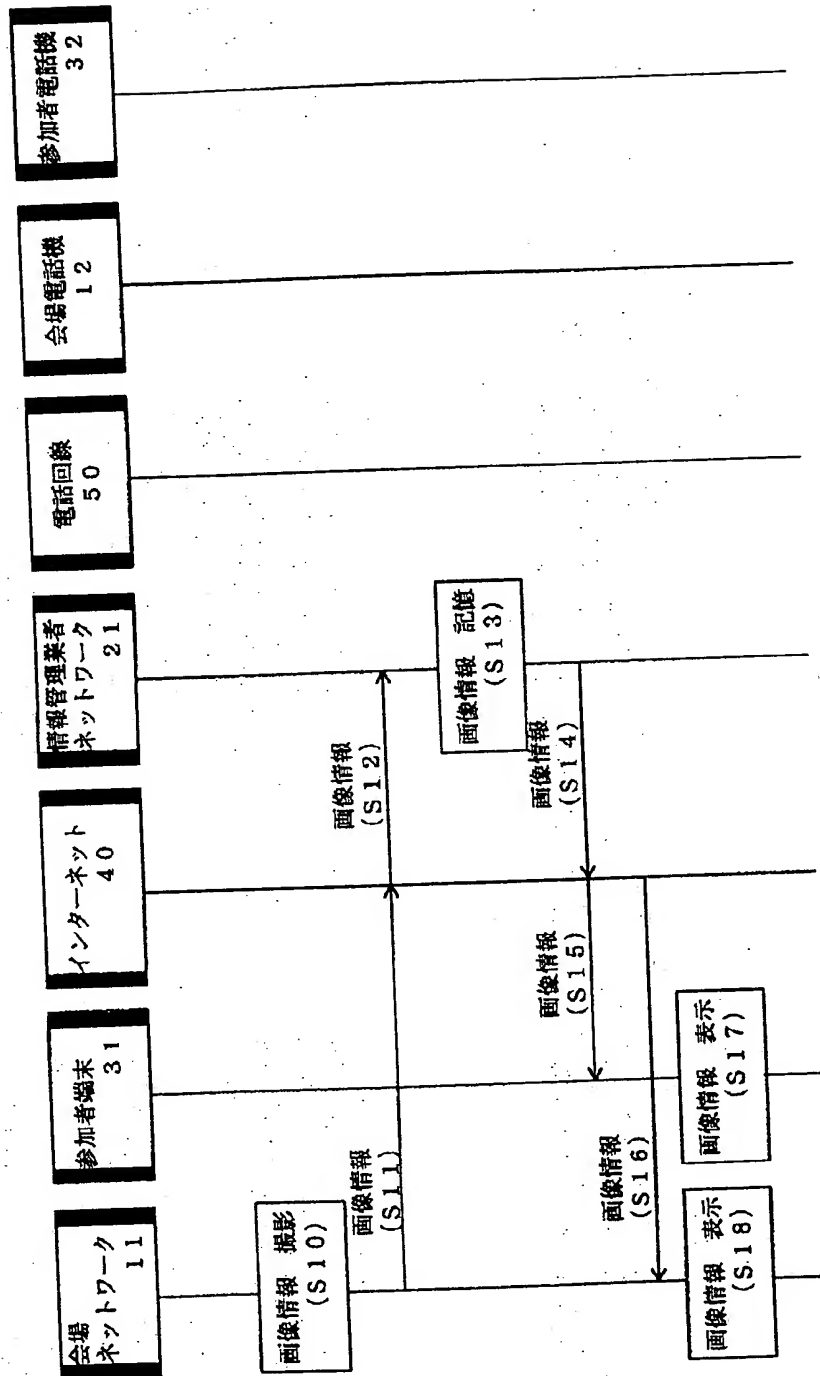 会場
ネットワーク
11
参加者端末
31
インターネット
40
情報管理業者
ネットワーク
21
電話回線
50
会場電話機
12
参加者電話機
32
画像情報 撮影
(S10)
画像情報
(S11)
画像情報
(S12)
画像情報 記憶
(S13)
画像情報
(S14)
画像情報
(S15)
画像情報
(S16)
画像情報 表示
(S17)
画像情報 表示
(S18)